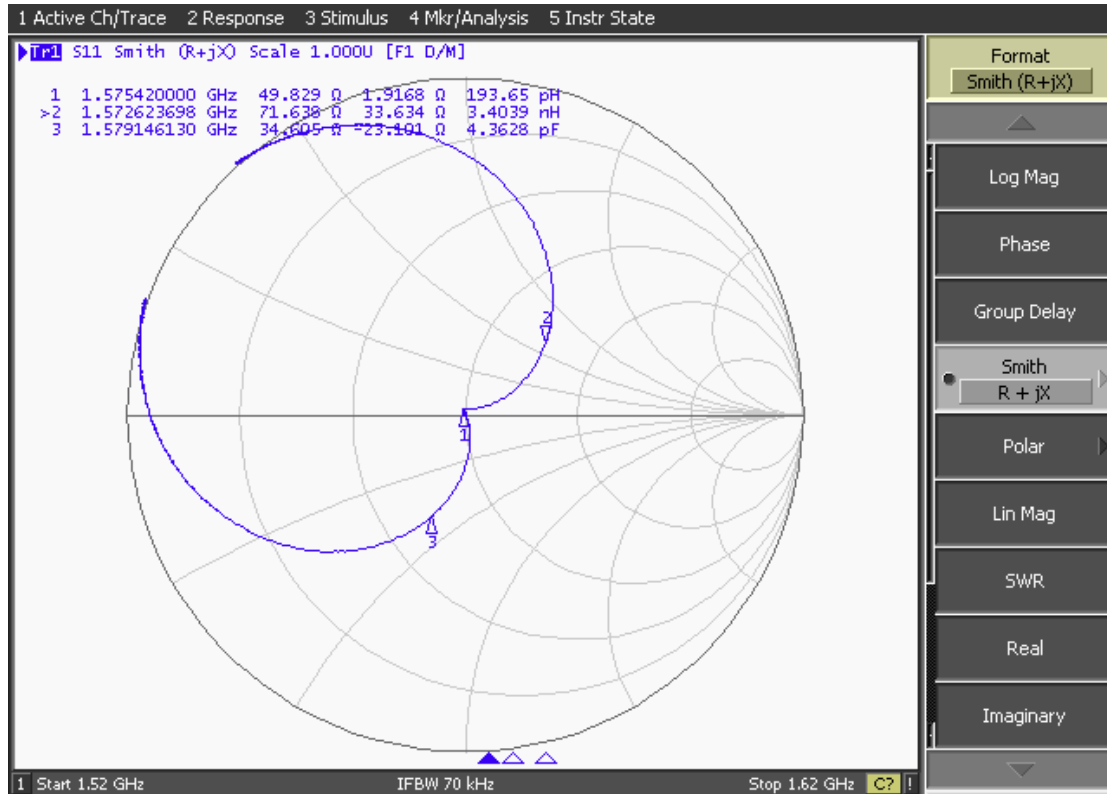 1 Active Ch/Trace 2 Response 3 Stimulus 4 Mkr/Analysis 5 Instr State
Tr1 S11 Smith (R+jX) Scale 1.000U [F1 D/M]
1 1.575420000 GHz 49.829 Ω 1.9168 Ω 193.65 pH
>2 1.572623698 GHz 71.638 Ω 33.634 Ω 3.4039 nH
3 1.579146130 GHz 34.605 Ω -23.101 Ω 4.3628 pF
2
1
3
1 Start 1.52 GHz IFBW 70 kHz Stop 1.62 GHz C? !
Format
Smith (R+jX)
Log Mag
Phase
Group Delay
Smith
R + jX
Polar
Lin Mag
SWR
Real
Imaginary